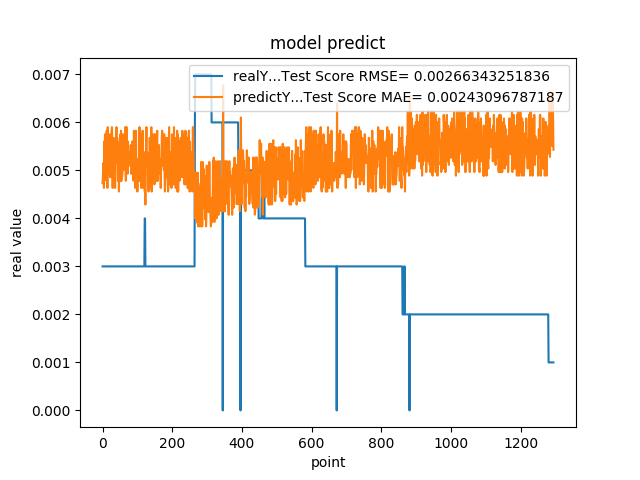 model predict
realY...Test Score RMSE= 0.00266343251836
predictY...Test Score MAE= 0.00243096787187
0.007
0.006
0.005
0.004
0.003
0.002
0.001
0.000
real value
0 200 400 600 800 1000 1200
point